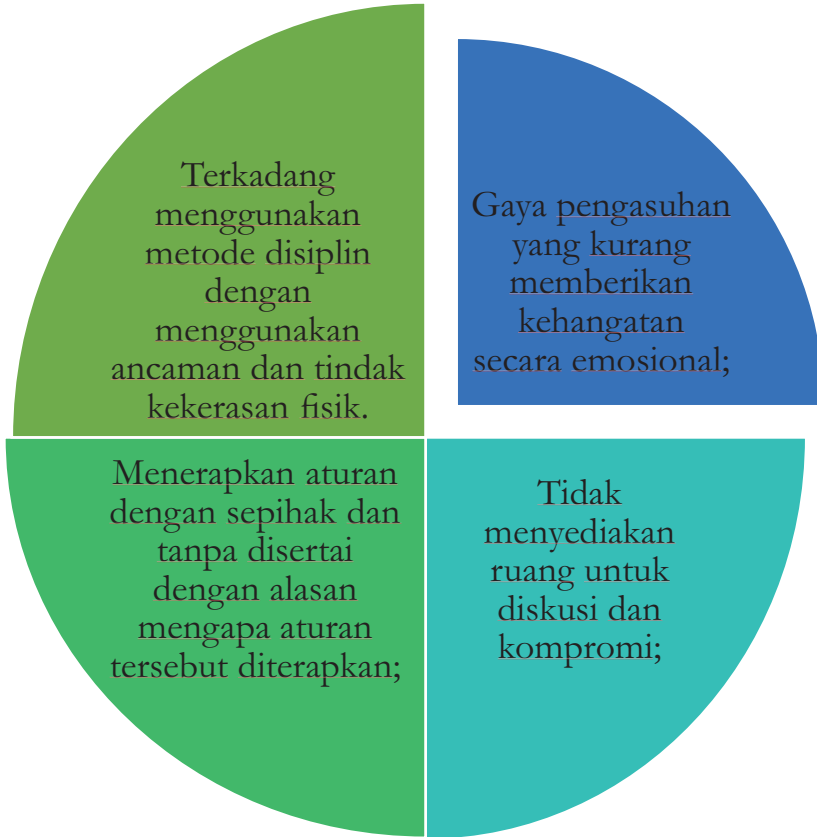 Gaya pengasuhan
yang kurang
memberikan
kehangatan
secara emosional;
Tidak
menyediakan
ruang untuk
diskusi dan
kompromi;
Menerapkan aturan
dengan sepihak dan
tanpa disertai
dengan alasan
mengapa aturan
tersebut diterapkan;
Terkadang
menggunakan
metode disiplin
dengan
menggunakan
ancaman dan tindak
kekerasan fisik.